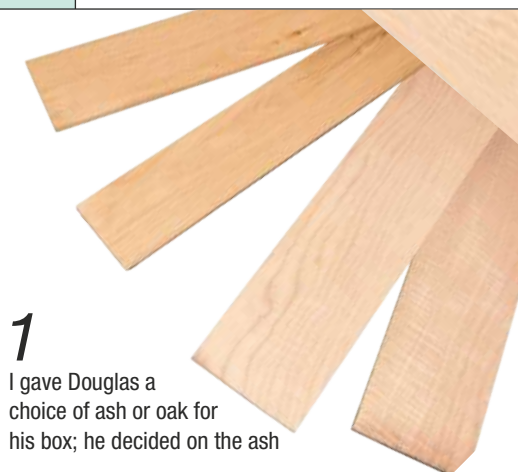 1
I gave Douglas a
choice of ash or oak for
his box; he decided on the ash